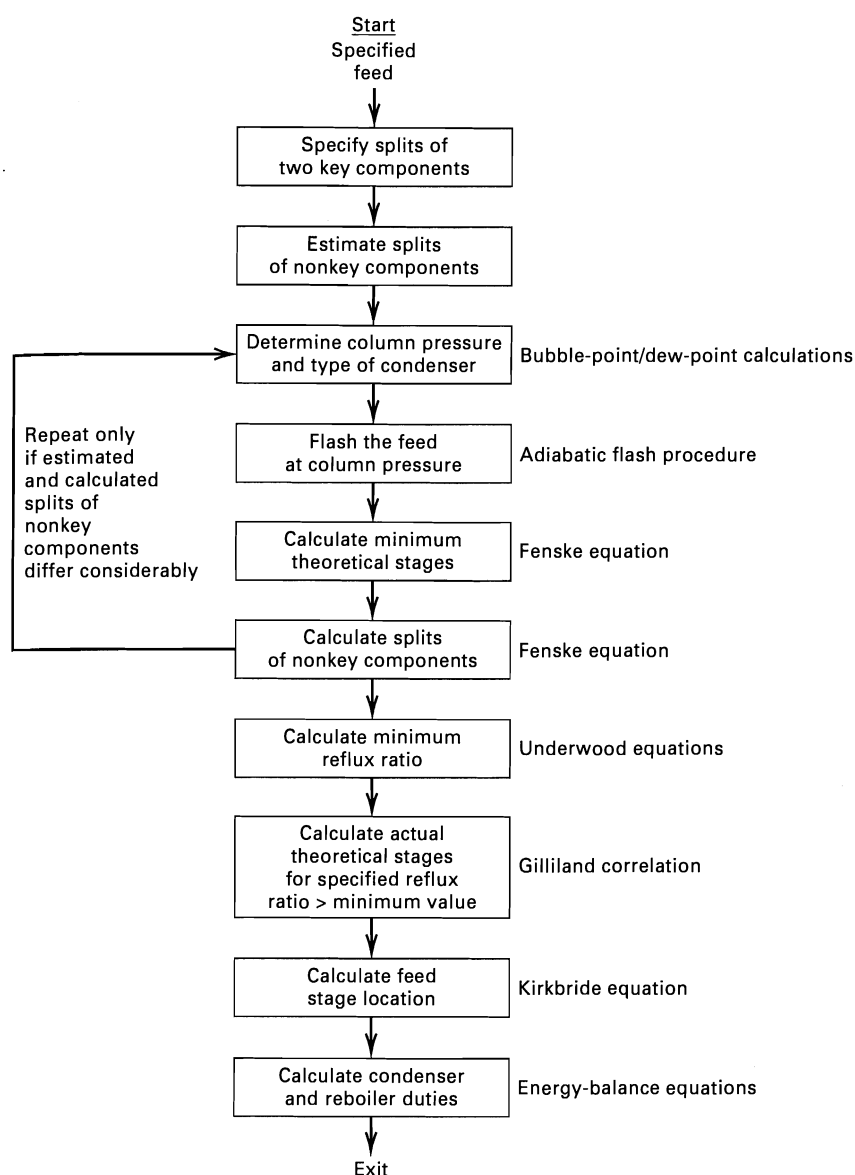 Start
Specified
feed
Specify splits of
two key components
Estimate splits
of nonkey components
Determine column pressure
and type of condenser
Bubble-point/dew-point calculations
Repeat only
if estimated
and calculated
splits of
nonkey
components
differ considerably
Flash the feed
at column pressure
Adiabatic flash procedure
Calculate minimum
theoretical stages
Fenske equation
Calculate splits
of nonkey components
Fenske equation
Calculate minimum
reflux ratio
Underwood equations
Calculate actual
theoretical stages
for specified reflux
ratio > minimum value
Gilliland correlation
Calculate feed
stage location
Kirkbride equation
Calculate condenser
and reboiler duties
Energy-balance equations
Exit